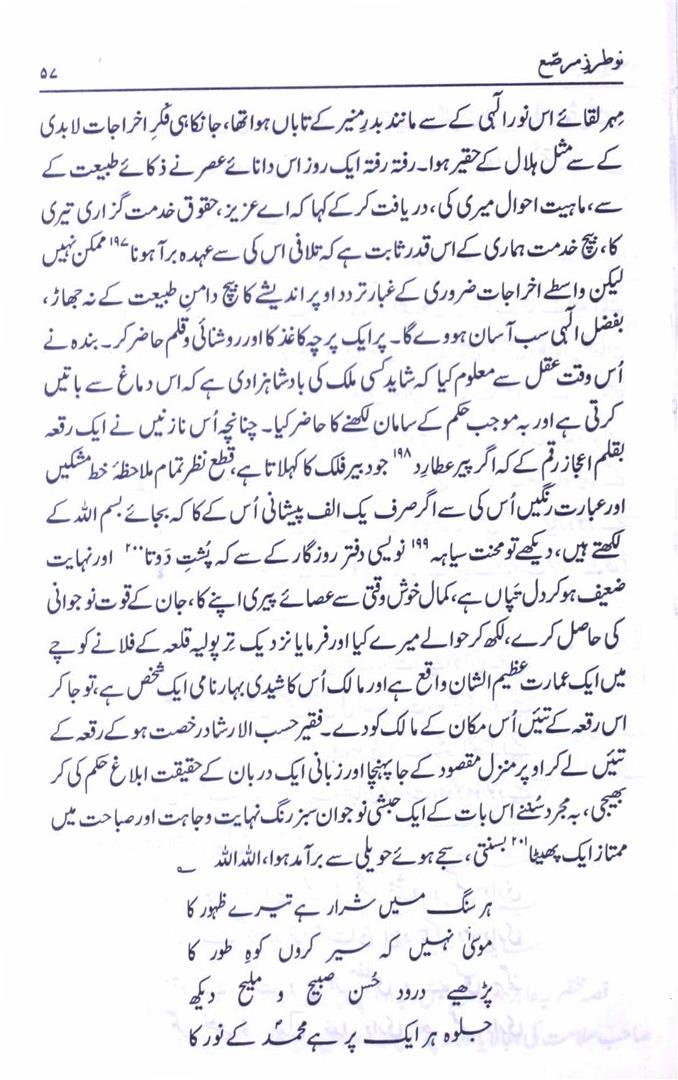 نو طرزِ مرصّع
۵۷
مہر لقائے اس نور الٰہی کے سے مانند بدرِ منیر کے تاباں ہوا تھا، جانکاہی فکرِ اخراجات لابدی
کے سے مثل ہلال کے حقیر ہوا۔ رفتہ رفتہ ایک روز اس دانائے عصر نے ذکائے طبیعت کے
سے، ماہیت احوال میری کی، دریافت کر کے کہا کہ اے عزیز، حقوق خدمت گزاری تیری
کا، بیچ خدمت ہماری کے اس قدر ثابت ہے کہ تلافی اس کی سے عہدہ برآ ہونا ۱۹۷ ممکن نہیں
لیکن واسطے اخراجات ضروری کے غبار تردد اوپر اندیشے کا بیچ دامنِ طبیعت کے نہ جھاڑ،
بفضل الٰہی سب آسان ہووے گا۔ پر ایک پرچہ کاغذ کا اور روشنائی و قلم حاضر کر۔ بندہ نے
اُس وقت عقل سے معلوم کیا کہ شاید کسی ملک کی بادشاہزادی ہے کہ اس دماغ سے باتیں
کرتی ہے اور بہ موجب حکم کے سامان لکھنے کا حاضر کیا۔ چنانچہ اُس نازنیں نے ایک رقعہ
بقلم اعجاز رقم کے کہ اگر پیر عطارِد ۱۹۸ جو دبیر فلک کا کہلاتا ہے، قطع نظر تمام ملاحظۂ خط مشکیں
اور عبارت رنگیں اُس کی سے اگر صرف یک الف پیشانی اُس کے کا کہ بجائے بسم اللہ کے
لکھتے ہیں، دیکھے تو محنت سیاہہ ۱۹۹ نویسی دفتر روزگار کے سے کہ پُشتِ دَوتا ۲۰۰ اور نہایت
ضعیف ہو کر دل تپاں ہے، کمال خوش وقتی سے عصائے پیری اپنے کا، جان کے قوت نوجوانی
کی حاصل کرے، لکھ کر حوالے میرے کیا اور فرمایا نزدیک تِرپولیہ قلعہ کے فلانے کوچے
میں ایک عمارت عظیم الشان واقع ہے اور مالک اُس کا شیدی بہار نامی ایک شخص ہے، تو جا کر
اس رقعہ کے تئیں اُس مکان کے مالک کو دے۔ فقیر حسب الارشاد رخصت ہو کے رقعہ کے
تئیں لے کر اوپر منزل مقصود کے جا پہنچا اور زبانی ایک دربان کے حقیقت ابلاغ حکم کی کر
بھیجی، بہ مجرد سُننے اس بات کے ایک حبشی نوجوان سبز رنگ نہایت وجاہت اور صباحت میں
ممتاز ایک پھیٹا ۲۰۱ بسنتی، سجے ہوئے حویلی سے برآمد ہوا، اللہ اللہ ؎
ہر سنگ میں شرار ہے تیرے ظہور کا
موسیٰ نہیں کہ سیر کروں کوہِ طور کا
پڑھیے درود حُسن صبیح و ملیح دیکھ
جلوہ ہر ایک پر ہے محمدؐ کے نور کا